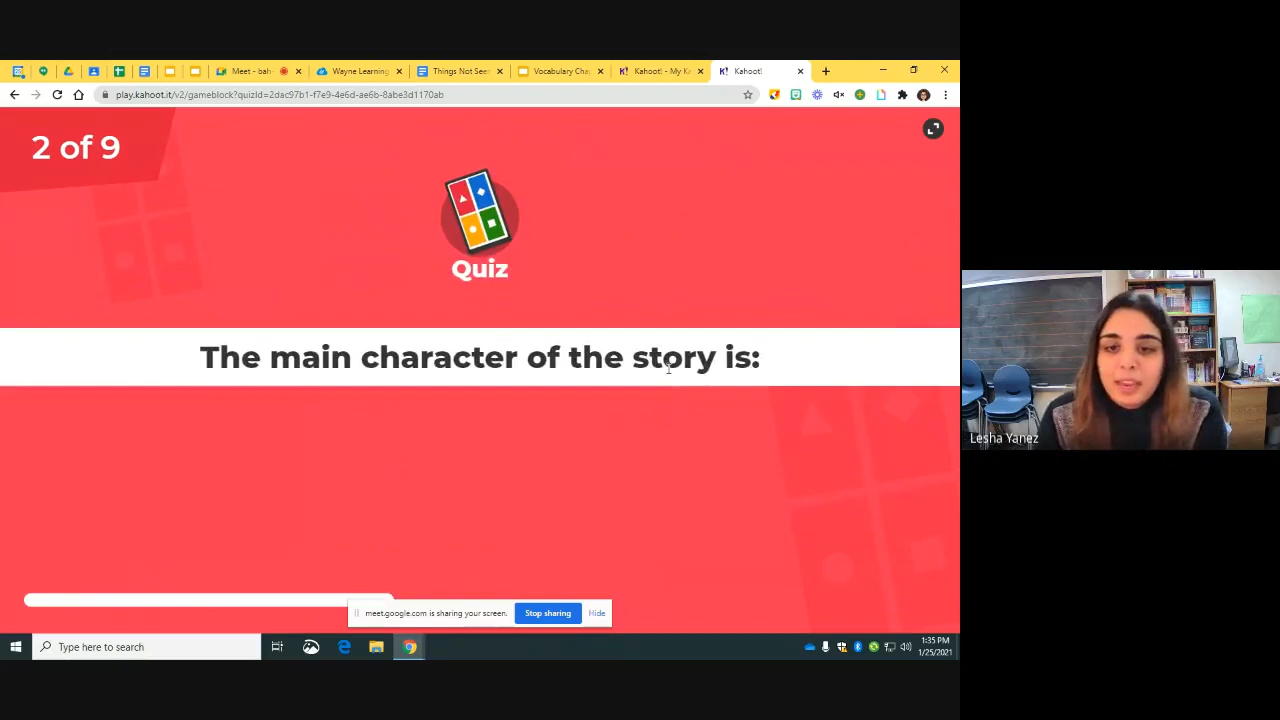 Meet - bah-
Wayne Learning
Things Not See
Vocabulary Cha
Kahoot! - My Ka
Kahoot!
play.kahoot.it/v2/gameblock?quizId=2dac97b1-f7e9-4e6d-ae6b-8abe3d1170ab
2 of 9
Quiz
The main character of the story is:
Lesha Yanez
meet.google.com is sharing your screen.
Stop sharing
Hide
Type here to search
1:35 PM
1/25/2021